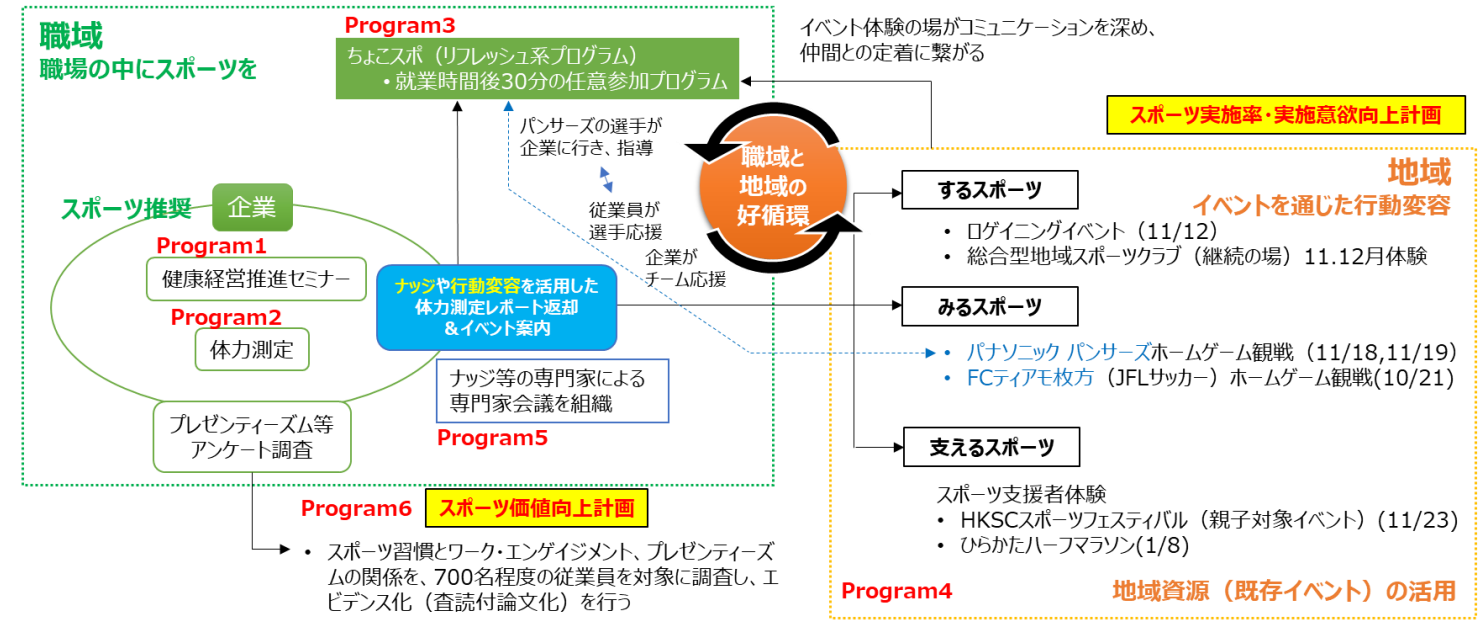 職域
職場の中にスポーツを
Program3
ちょこスポ（リフレッシュ系プログラム）
・就業時間後30分の任意参加プログラム
イベント体験の場がコミュニケーションを深め、
仲間との定着に繋がる
パンサーズの選手が
企業に行き、指導
従業員が
選手応援
企業が
チーム応援
職域と
地域の
好循環
スポーツ推奨
企業
Program1
健康経営推進セミナー
Program2
体力測定
ナッジや行動変容を活用した
体力測定レポート返却
＆イベント案内
ナッジ等の専門家による
専門家会議を組織
Program5
プレゼンティーズム等
アンケート調査
Program6
スポーツ価値向上計画
• スポーツ習慣とワーク・エンゲイジメント、プレゼンティーズ
ムの関係を、700名程度の従業員を対象に調査し、エ
ビデンス化（査読付論文化）を行う
スポーツ実施率・実施意欲向上計画
地域
イベントを通じた行動変容
するスポーツ
• ロゲイニングイベント（11/12）
• 総合型地域スポーツクラブ（継続の場）11.12月体験
みるスポーツ
• パナソニック パンサーズホームゲーム観戦（11/18,11/19）
• FCティアモ枚方（JFLサッカー）ホームゲーム観戦(10/21)
支えるスポーツ
スポーツ支援者体験
• HKSCスポーツフェスティバル（親子対象イベント）(11/23)
• ひらかたハーフマラソン(1/8)
Program4
地域資源（既存イベント）の活用